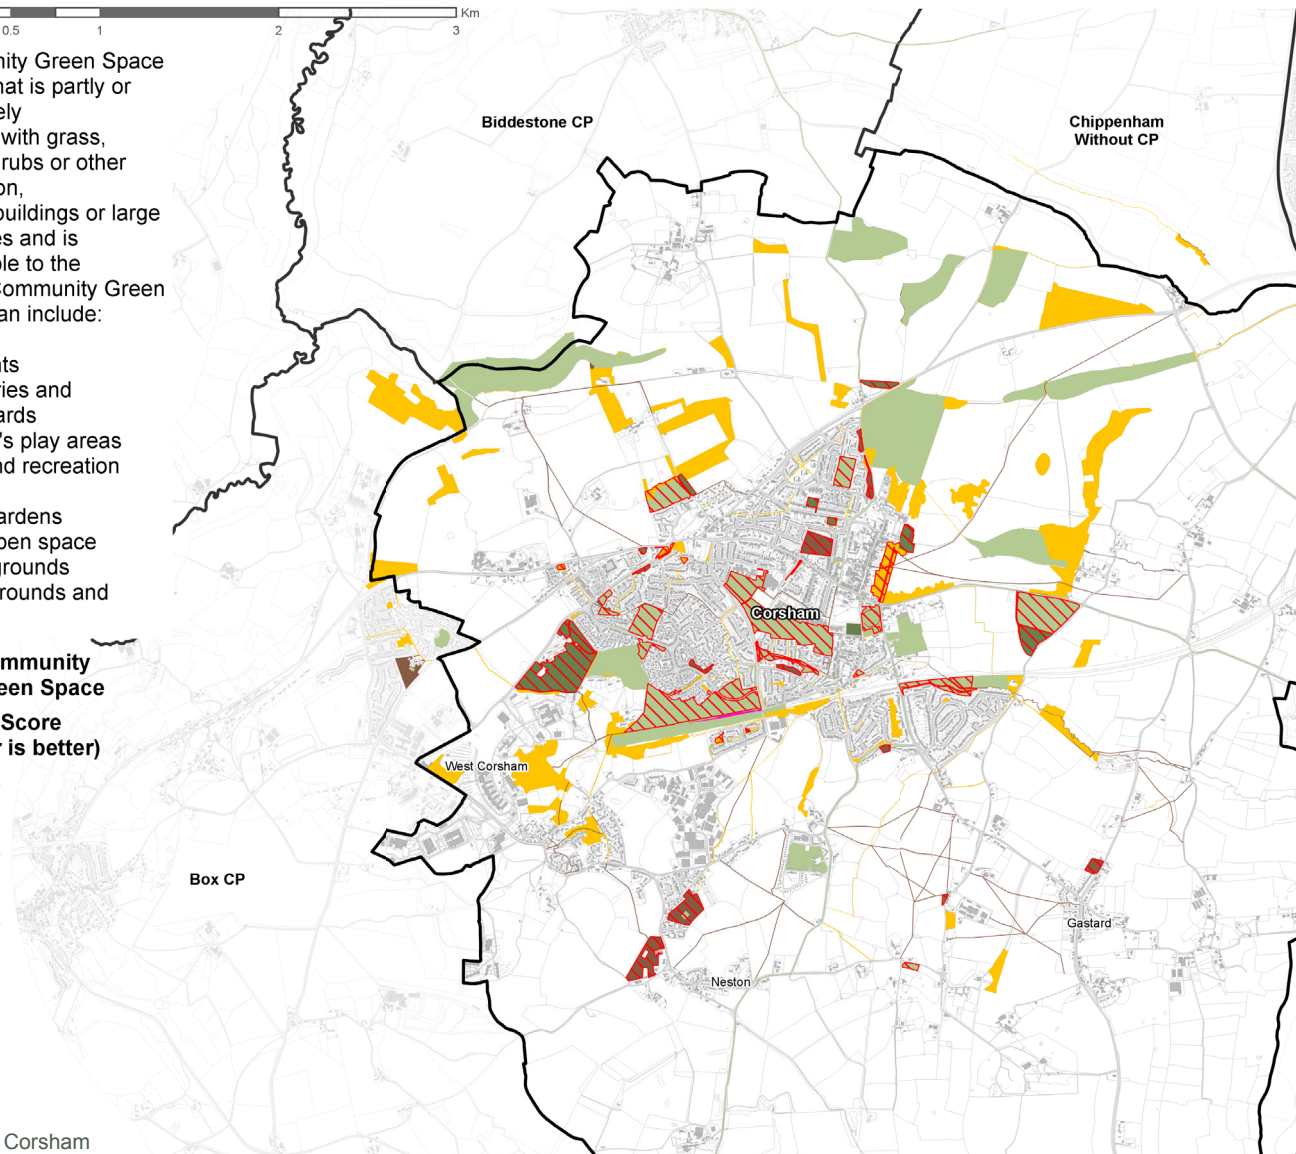 0.5 1 2 3 Km
nity Green Space
hat is partly or
ely
with grass,
rubs or other
on,
buildings or large
es and is
ble to the
Community Green
an include:
nts
ries and
ards
's play areas
nd recreation
ardens
pen space
grounds
rounds and
mmunity
een Space
Score
r is better)
Biddestone CP
Chippenham
Without CP
Corsham
West Corsham
Box CP
Gastard
Neston
Corsham